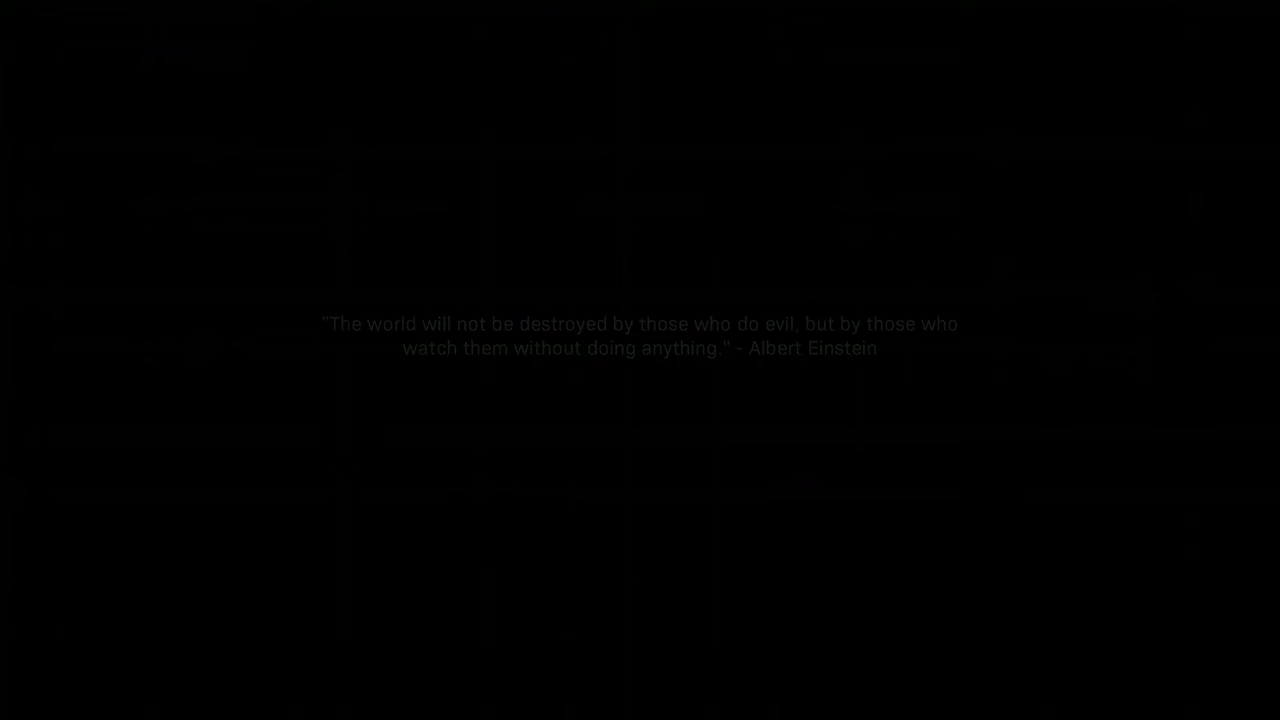 "The world will not be destroyed by those who do evil, but by those who
watch them without doing anything." - Albert Einstein